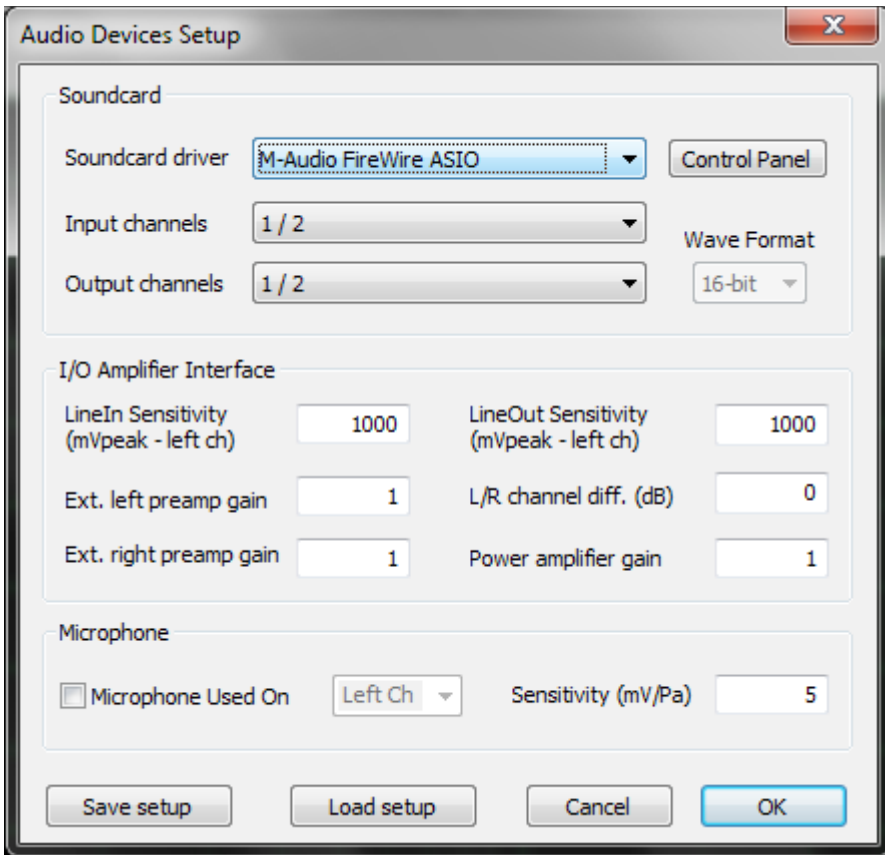 Audio Devices Setup
Soundcard
Soundcard driver M-Audio FireWire ASIO Control Panel
Input channels 1 / 2
Wave Format
Output channels 1 / 2 16-bit
I/O Amplifier Interface
LineIn Sensitivity
(mVpeak - left ch) 1000
LineOut Sensitivity
(mVpeak - left ch) 1000
Ext. left preamp gain 1
L/R channel diff. (dB) 0
Ext. right preamp gain 1
Power amplifier gain 1
Microphone
Microphone Used On Left Ch Sensitivity (mV/Pa) 5
Save setup Load setup Cancel OK